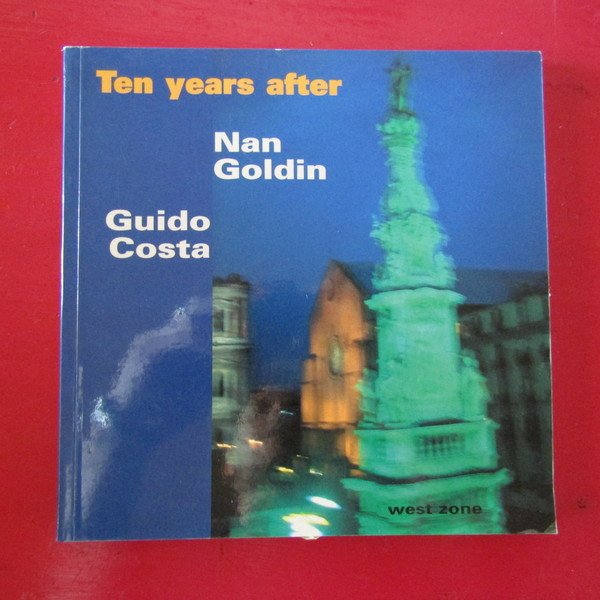 Ten years after
Nan
Goldin
Guido
Costa
west zone